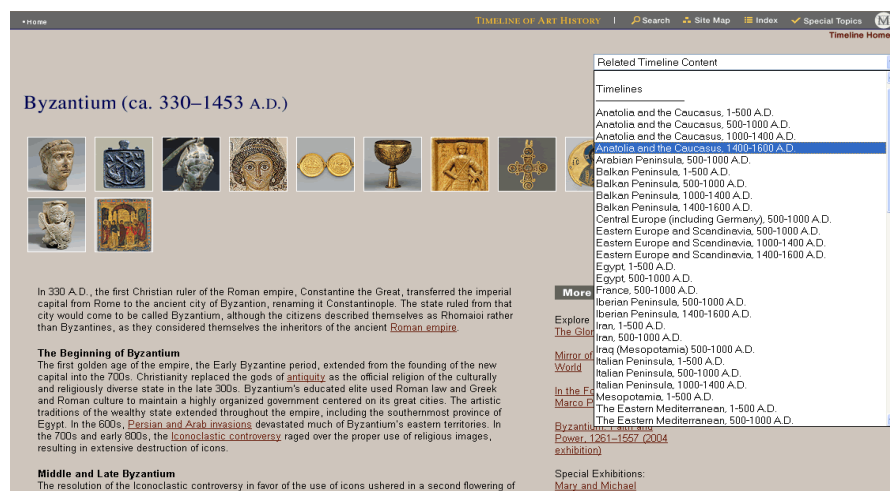 Home
TIMELINE OF ART HISTORY | Search Site Map Index Special Topics M
Timeline Home
Related Timeline Content
Timelines
Anatolia and the Caucasus, 1-500 A.D.
Anatolia and the Caucasus, 500-1000 A.D.
Anatolia and the Caucasus, 1000-1400 A.D.
Anatolia and the Caucasus, 1400-1600 A.D.
Arabian Peninsula, 500-1000 A.D.
Balkan Peninsula, 1-500 A.D.
Balkan Peninsula, 500-1000 A.D.
Balkan Peninsula, 1000-1400 A.D.
Balkan Peninsula, 1400-1600 A.D.
Central Europe (including Germany), 500-1000 A.D.
Eastern Europe and Scandinavia, 500-1000 A.D.
Eastern Europe and Scandinavia, 1000-1400 A.D.
Eastern Europe and Scandinavia, 1400-1600 A.D.
Egypt, 1-500 A.D.
Egypt, 500-1000 A.D.
France, 500-1000 A.D.
Iberian Peninsula, 500-1000 A.D.
Iberian Peninsula, 1400-1600 A.D.
Iran, 1-500 A.D.
Iran, 500-1000 A.D.
Iraq (Mesopotamia) 500-1000 A.D.
Italian Peninsula, 1-500 A.D.
Italian Peninsula, 500-1000 A.D.
Italian Peninsula, 1000-1400 A.D.
Mesopotamia, 1-500 A.D.
The Eastern Mediterranean, 1-500 A.D.
The Eastern Mediterranean, 500-1000 A.D.
Byzantium (ca. 330–1453 A.D.)
In 330 A.D., the first Christian ruler of the Roman empire, Constantine the Great, transferred the imperial
capital from Rome to the ancient city of Byzantion, renaming it Constantinople. The state ruled from that
city would come to be called Byzantium, although the citizens described themselves as Rhomaioi rather
than Byzantines, as they considered themselves the inheritors of the ancient Roman empire.
The Beginning of Byzantium
The first golden age of the empire, the Early Byzantine period, extended from the founding of the new
capital into the 700s. Christianity replaced the gods of antiquity as the official religion of the culturally
and religiously diverse state in the late 300s. Byzantium's educated elite used Roman law and Greek
and Roman culture to maintain a highly organized government centered on its great cities. The artistic
traditions of the wealthy state extended throughout the empire, including the southernmost province of
Egypt. In the 600s, Persian and Arab invasions devastated much of Byzantium's eastern territories. In
the 700s and early 800s, the Iconoclastic controversy raged over the proper use of religious images,
resulting in extensive destruction of icons.
Middle and Late Byzantium
The resolution of the Iconoclastic controversy in favor of the use of icons ushered in a second flowering of
More
Explore
The Glor
Mirror of
World
In the Fo
Marco P
Byzantium: Faith and
Power, 1261–1557 (2004
exhibition)
Special Exhibitions:
Mary and Michael